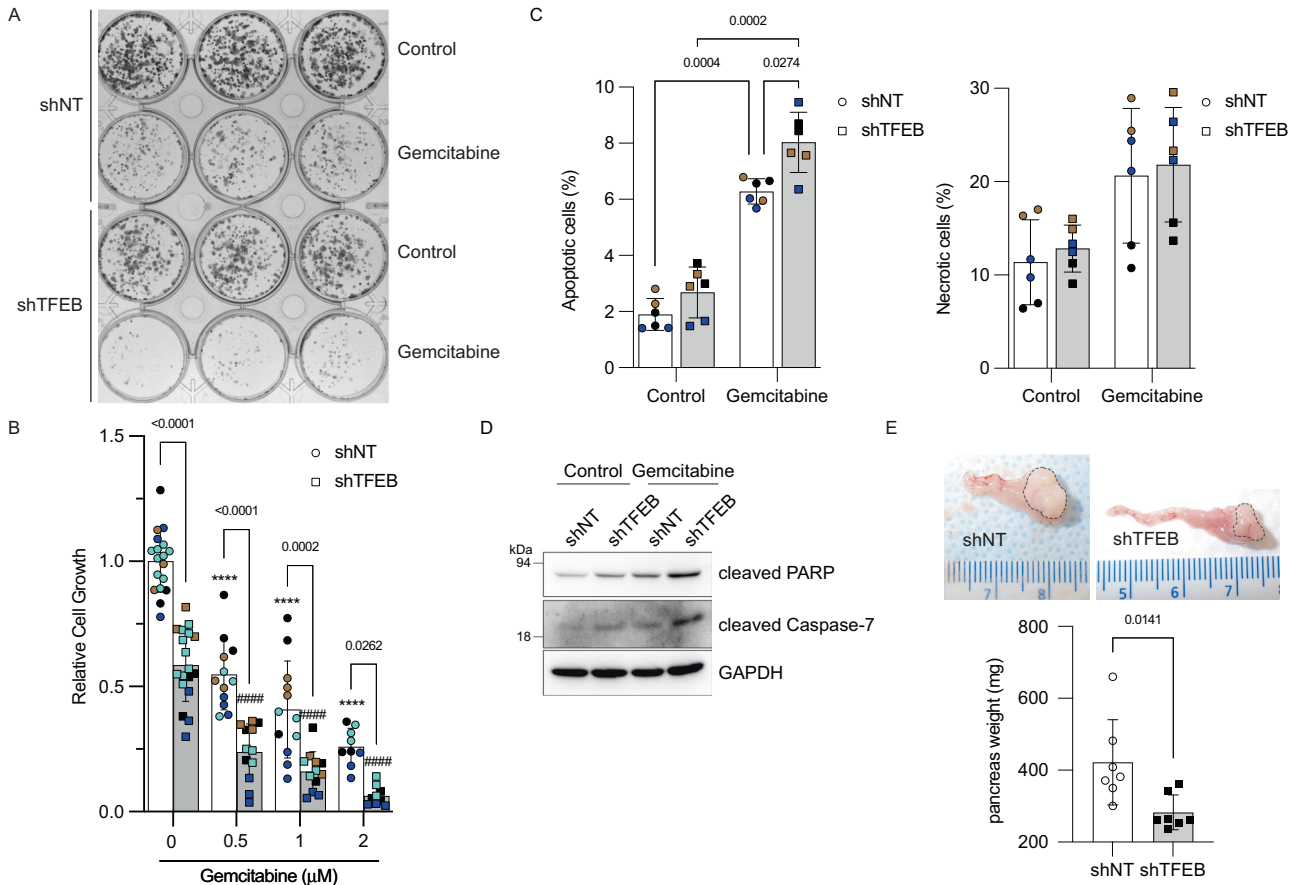 A
shNT
shTFEB
Control
Gemcitabine
Control
Gemcitabine
B
Relative Cell Growth
1.5
1.0
0.5
0.0
<0.0001
<0.0001
0.0002
0.0262
****
****
****
####
####
####
shNT
shTFEB
0
0.5
1
2
Gemcitabine (µM)
C
0.0002
0.0004
0.0274
Apoptotic cells (%)
10
8
6
4
2
0
shNT
shTFEB
Control
Gemcitabine
Necrotic cells (%)
30
20
10
0
shNT
shTFEB
Control
Gemcitabine
D
Control Gemcitabine
shNT
shTFEB
shNT
shTFEB
kDa
94
18
cleaved PARP
cleaved Caspase-7
GAPDH
E
shNT
7 8
shTFEB
5 6 7
0.0141
pancreas weight (mg)
800
600
400
200
shNT shTFEB